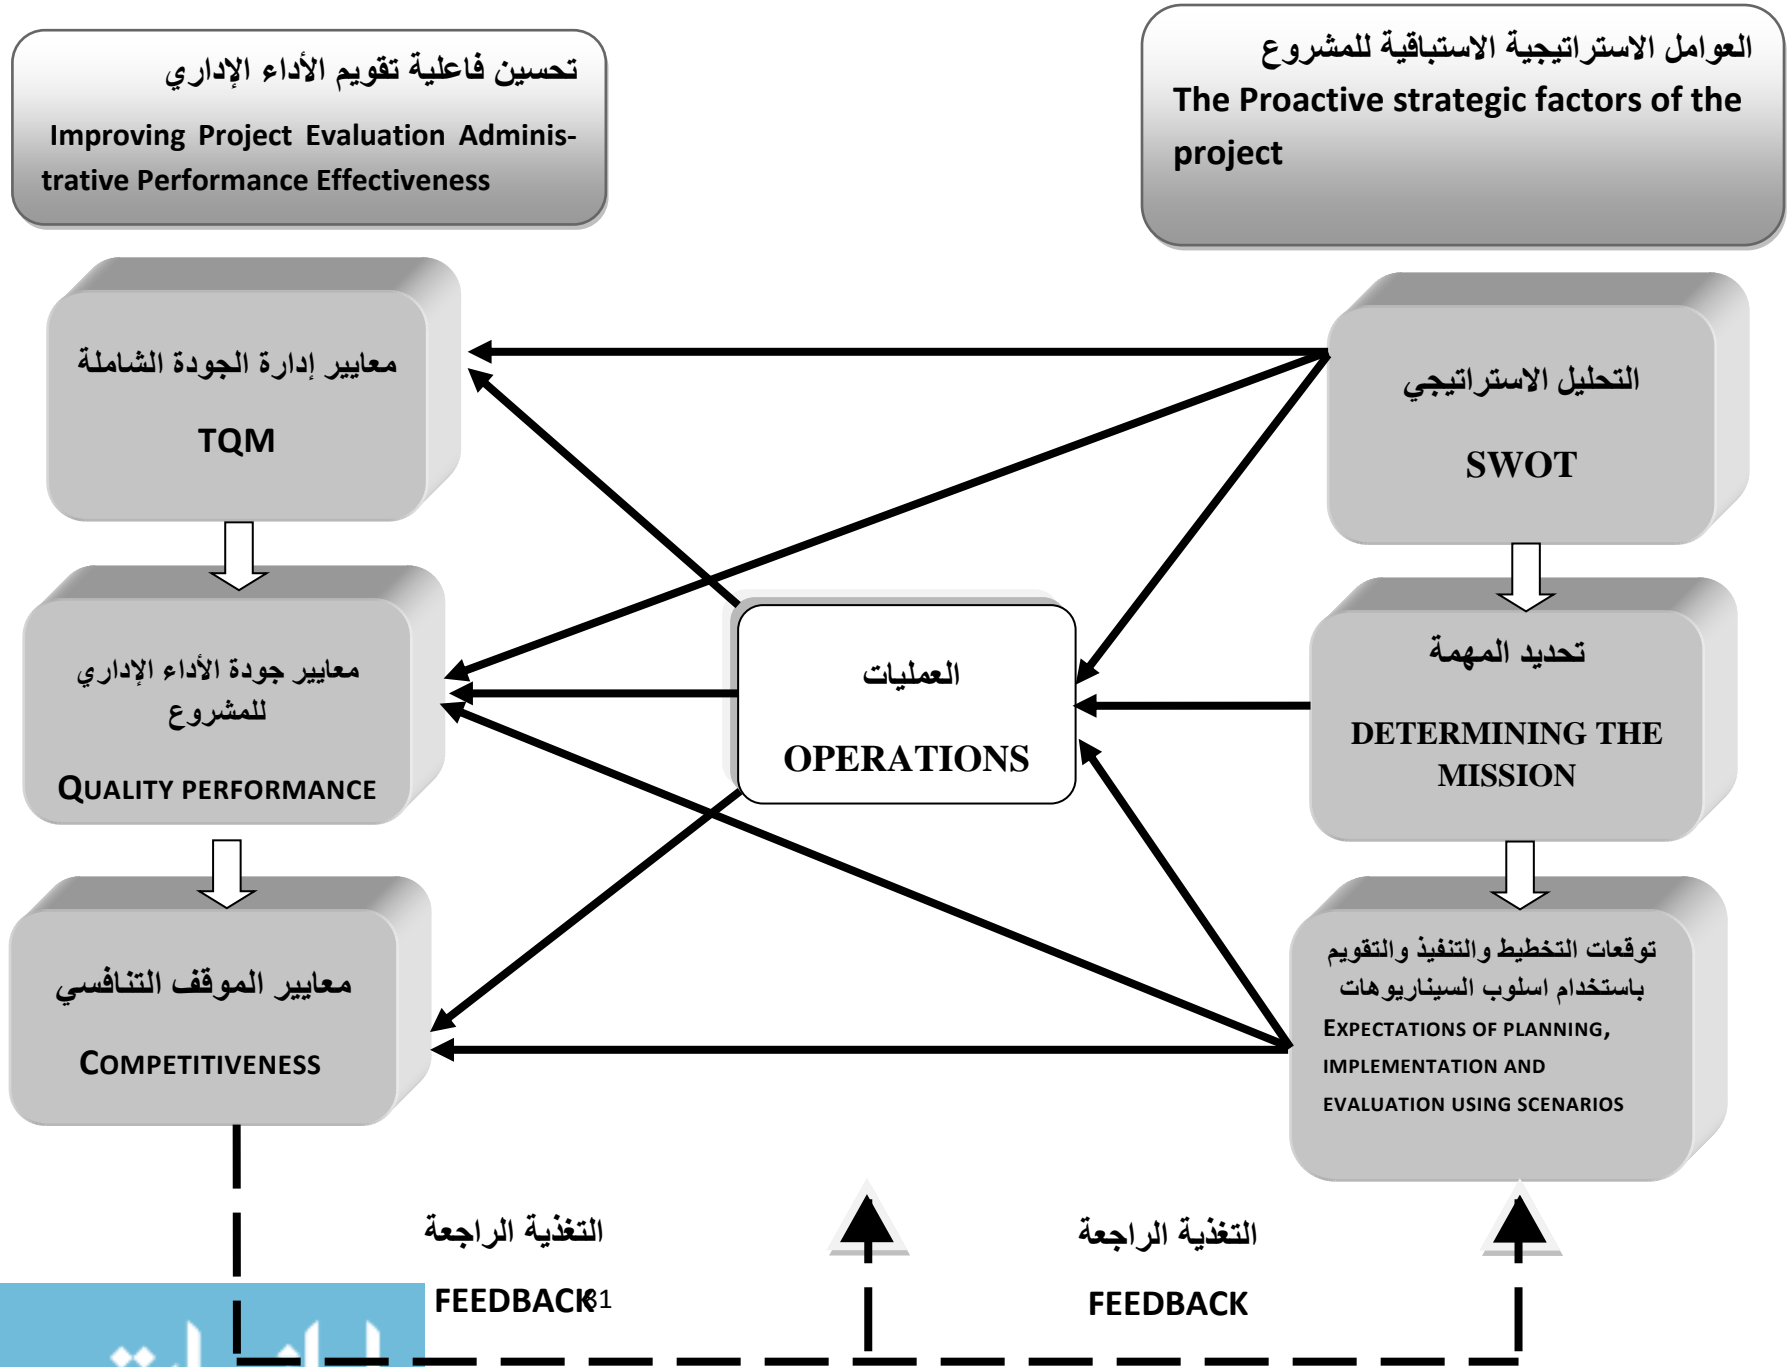 العوامل الاستراتيجية الاستباقية للمشروع
The Proactive strategic factors of the
project
تحسين فاعلية تقويم الأداء الإداري
Improving Project Evaluation Adminis-
trative Performance Effectiveness
التحليل الاستراتيجي
SWOT
معايير إدارة الجودة الشاملة
TQM
تحديد المهمة
DETERMINING THE
MISSION
العمليات
OPERATIONS
معايير جودة الأداء الإداري
للمشروع
QUALITY PERFORMANCE
توقعات التخطيط والتنفيذ والتقويم
باستخدام اسلوب السيناريوهات
EXPECTATIONS OF PLANNING,
IMPLEMENTATION AND
EVALUATION USING SCENARIOS
معايير الموقف التنافسي
COMPETITIVENESS
التغذية الراجعة
FEEDBACK
التغذية الراجعة
FEEDBACK
31